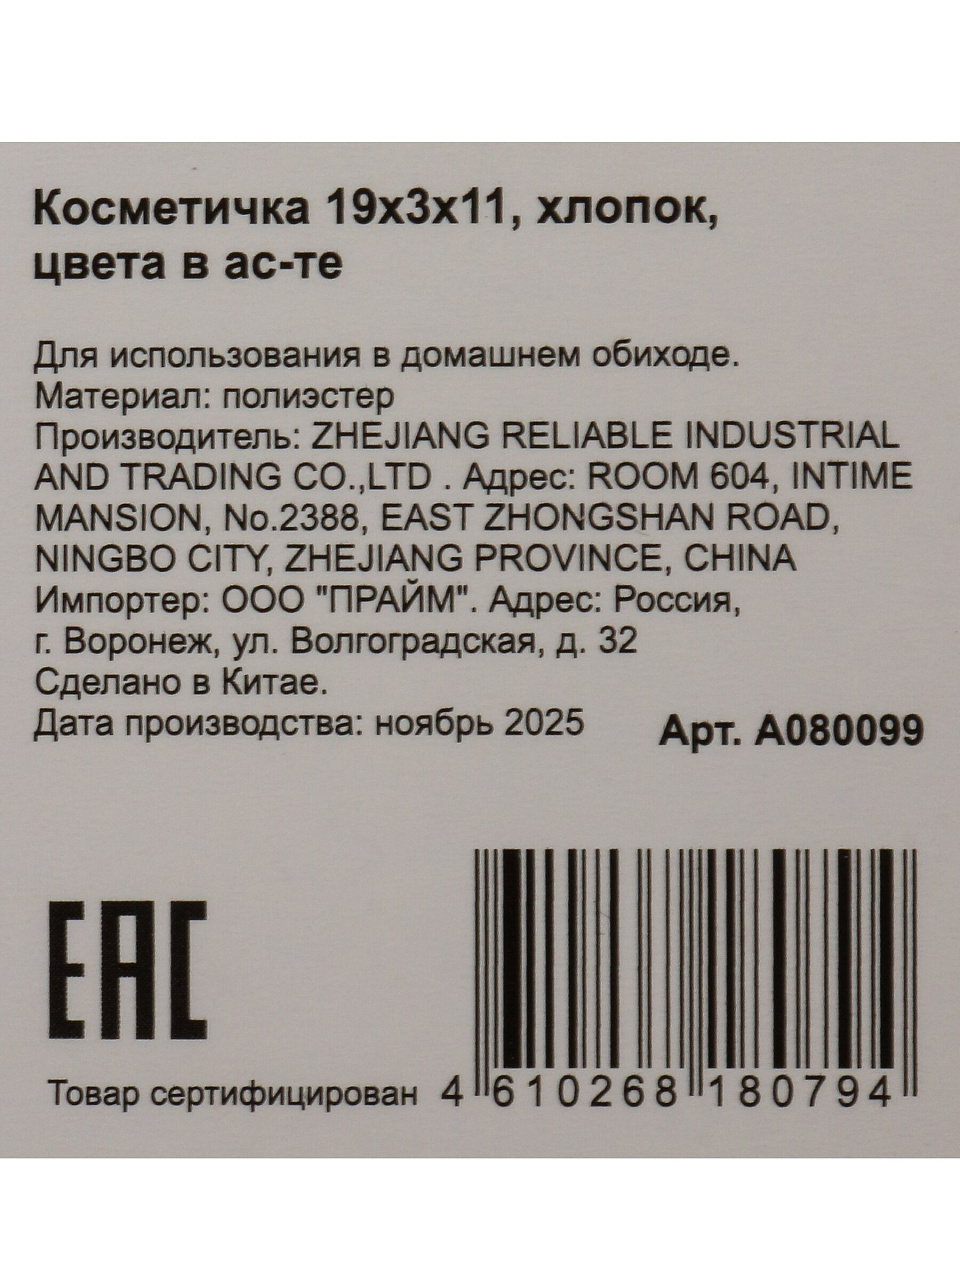 Косметичка 19х3х11, хлопок,
цвета в ас-те
Для использования в домашнем обиходе.
Материал: полиэстер
Производитель: ZHEJIANG RELIABLE INDUSTRIAL
AND TRADING CO.,LTD . Адрес: ROOM 604, INTIME
MANSION, No.2388, EAST ZHONGSHAN ROAD,
NINGBO CITY, ZHEJIANG PROVINCE, CHINA
Импортер: ООО "ПРАЙМ". Адрес: Россия,
г. Воронеж, ул. Волгоградская, д. 32
Сделано в Китае.
Дата производства: ноябрь 2025
Арт. А080099
EAC
Товар сертифицирован
4 610268 180794